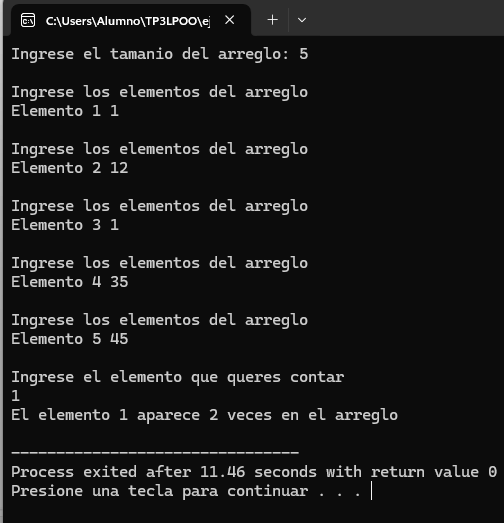 C:\Users\Alumno\TP3LPOO\ej
Ingrese el tamanio del arreglo: 5
Ingrese los elementos del arreglo
Elemento 1 1
Ingrese los elementos del arreglo
Elemento 2 12
Ingrese los elementos del arreglo
Elemento 3 1
Ingrese los elementos del arreglo
Elemento 4 35
Ingrese los elementos del arreglo
Elemento 5 45
Ingrese el elemento que queres contar
1
El elemento 1 aparece 2 veces en el arreglo
--------------------------------
Process exited after 11.46 seconds with return value 0
Presione una tecla para continuar . . .